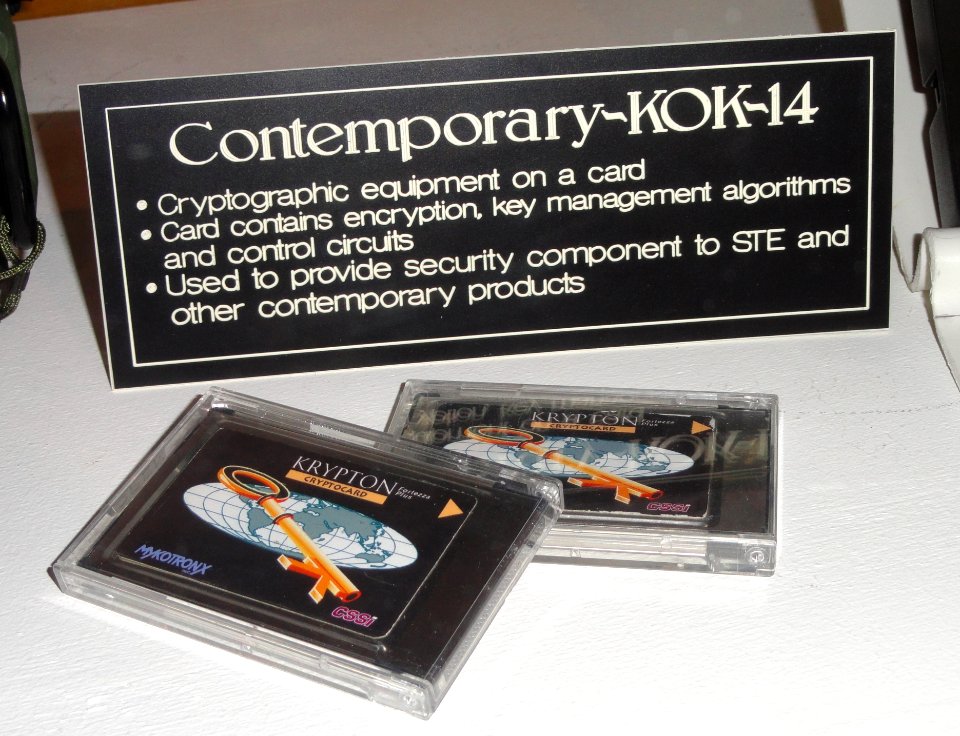 Contemporary-KOK-14
• Cryptographic equipment on a card
• Card contains encryption, key management algorithms
and control circuits
• Used to provide security component to STE and
other contemporary products
KRYPTON Fortezza Plus
CRYPTOCARD
MYKOTRONX
CSSI
KRYPTON Fortezza Plus
CRYPTOCARD
CSSI